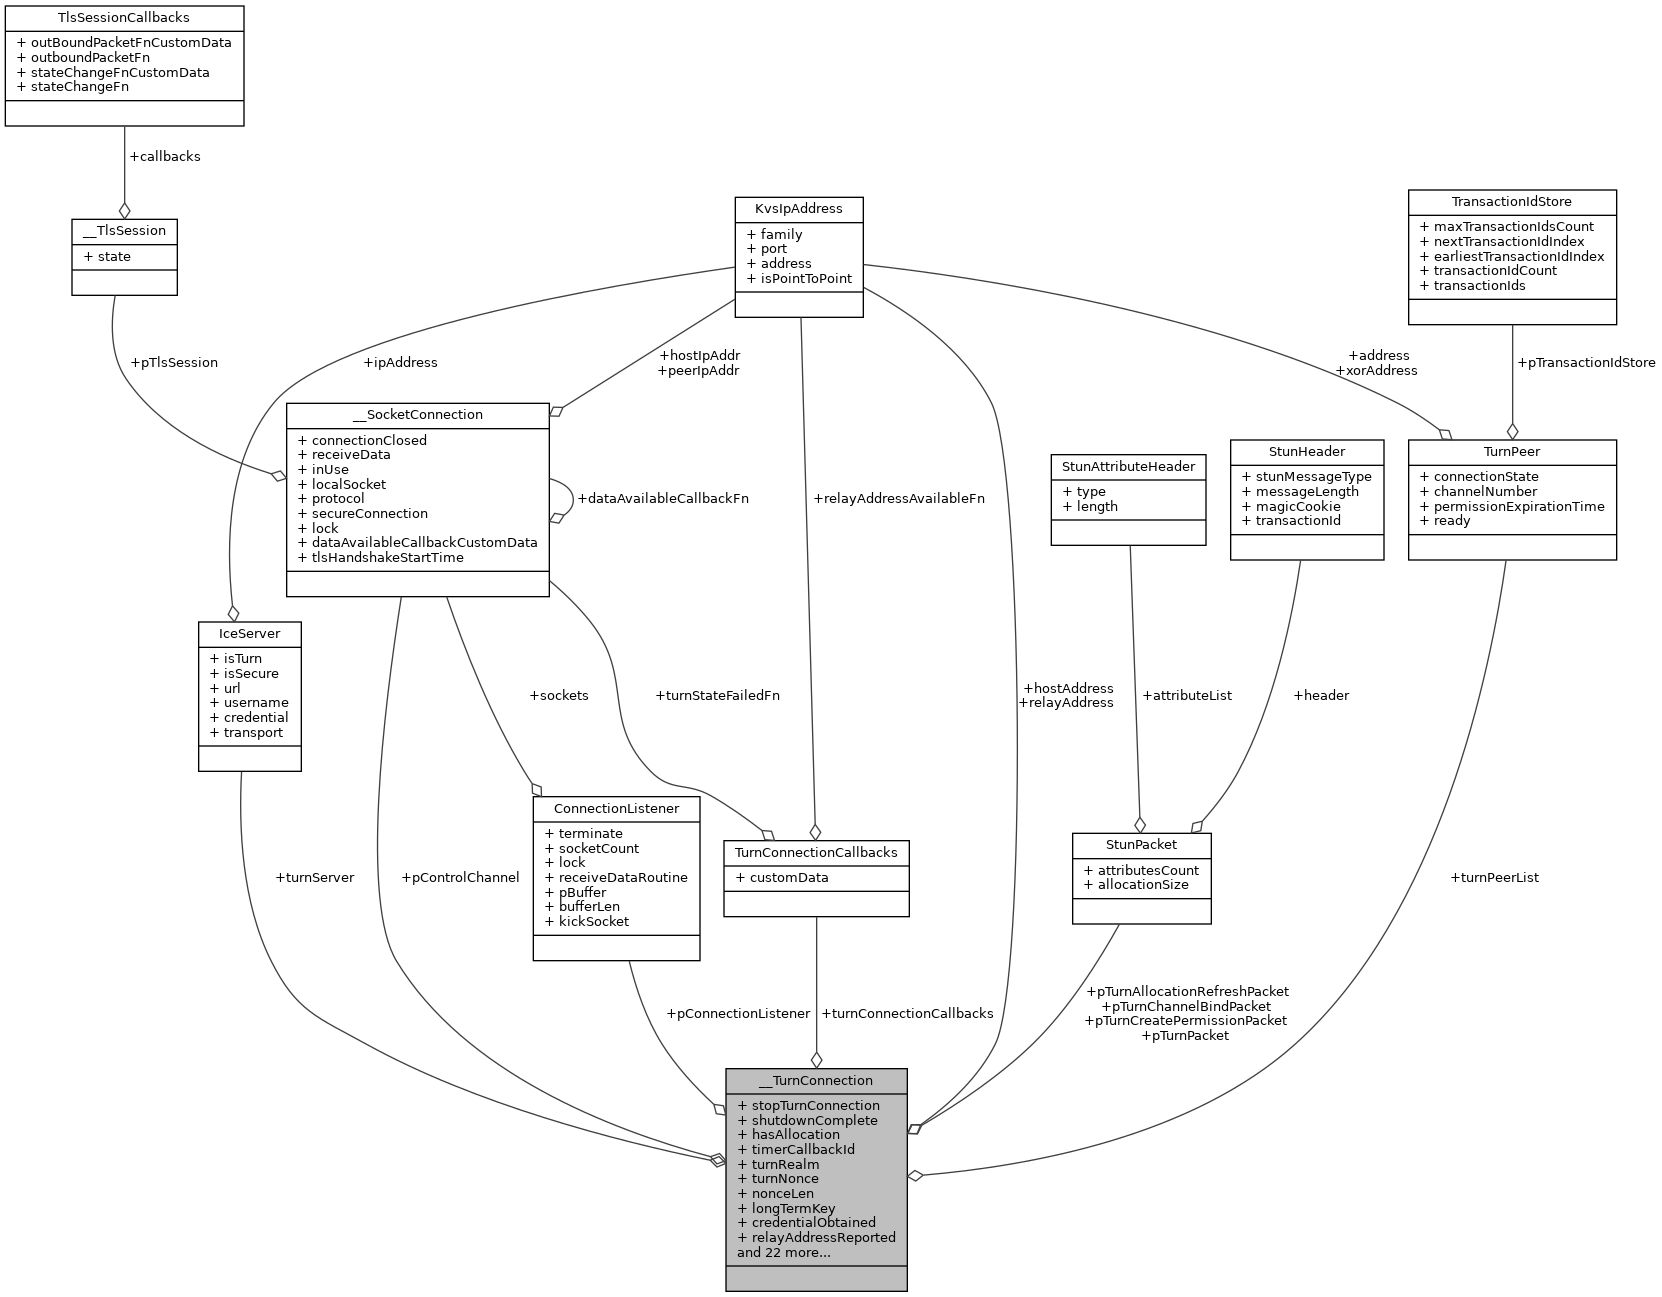 TlsSessionCallbacks
+ outBoundPacketFnCustomData
+ outboundPacketFn
+ stateChangeFnCustomData
+ stateChangeFn
+callbacks
__TlsSession
+ state
KvsIpAddress
+ family
+ port
+ address
+ isPointToPoint
TransactionIdStore
+ maxTransactionIdsCount
+ nextTransactionIdIndex
+ earliestTransactionIdIndex
+ transactionIdCount
+ transactionIds
+pTlsSession
+ipAddress
+hostIpAddr
+peerIpAddr
+address
+xorAddress
+pTransactionIdStore
__SocketConnection
+ connectionClosed
+ receiveData
+ inUse
+ localSocket
+ protocol
+ secureConnection
+ lock
+ dataAvailableCallbackCustomData
+ tlsHandshakeStartTime
+dataAvailableCallbackFn
+relayAddressAvailableFn
StunAttributeHeader
+ type
+ length
StunHeader
+ stunMessageType
+ messageLength
+ magicCookie
+ transactionId
TurnPeer
+ connectionState
+ channelNumber
+ permissionExpirationTime
+ ready
IceServer
+ isTurn
+ isSecure
+ url
+ username
+ credential
+ transport
+sockets
+turnStateFailedFn
+hostAddress
+relayAddress
+attributeList
+header
ConnectionListener
+ terminate
+ socketCount
+ lock
+ receiveDataRoutine
+ pBuffer
+ bufferLen
+ kickSocket
TurnConnectionCallbacks
+ customData
StunPacket
+ attributesCount
+ allocationSize
+turnServer
+pControlChannel
+turnPeerList
+pConnectionListener
+turnConnectionCallbacks
+pTurnAllocationRefreshPacket
+pTurnChannelBindPacket
+pTurnCreatePermissionPacket
+pTurnPacket
__TurnConnection
+ stopTurnConnection
+ shutdownComplete
+ hasAllocation
+ timerCallbackId
+ turnRealm
+ turnNonce
+ nonceLen
+ longTermKey
+ credentialObtained
+ relayAddressReported
and 22 more...